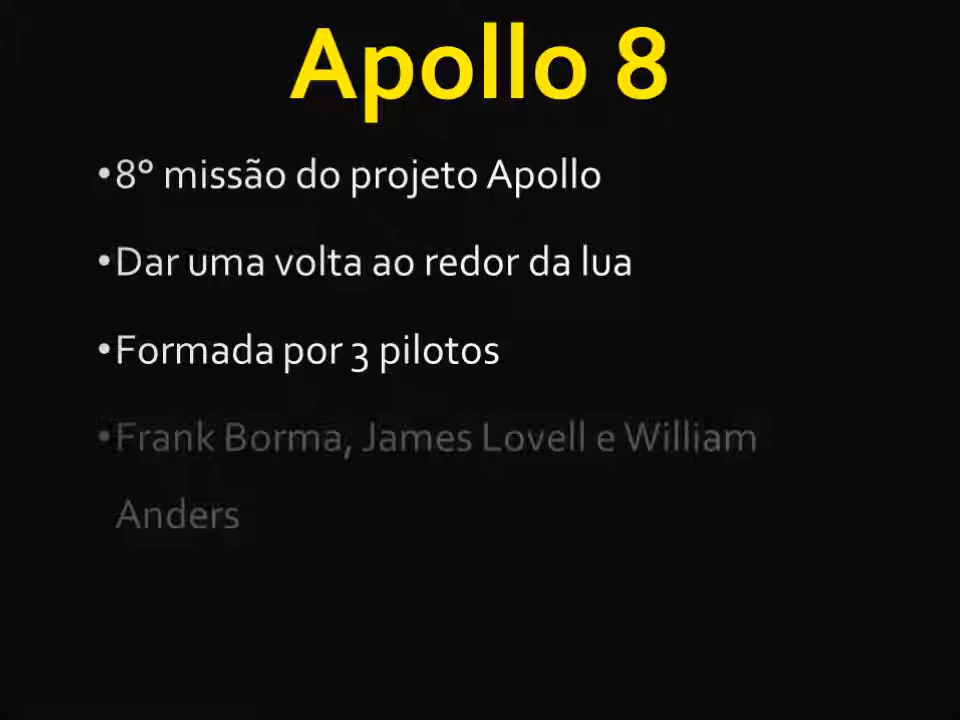 Apollo 8
•8° missão do projeto Apollo
•Dar uma volta ao redor da lua
•Formada por 3 pilotos
•Frank Borma, James Lovell e William
Anders